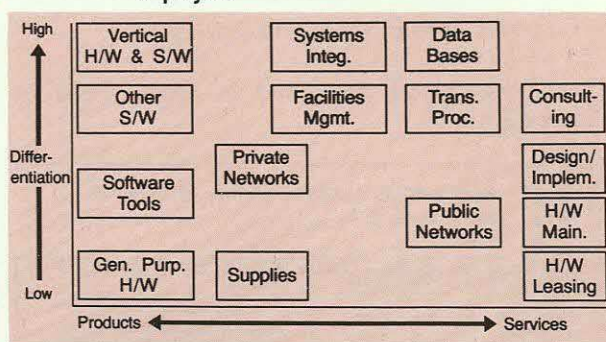 High
Vertical
H/W & S/W
Systems
Integ.
Data
Bases
Other
S/W
Facilities
Mgmt.
Trans.
Proc.
Consult-
ing
Differ-
entiation
Private
Networks
Design/
Implem.
Software
Tools
Public
Networks
H/W
Main.
Gen. Purp.
H/W
Supplies
H/W
Leasing
Low
Products
Services